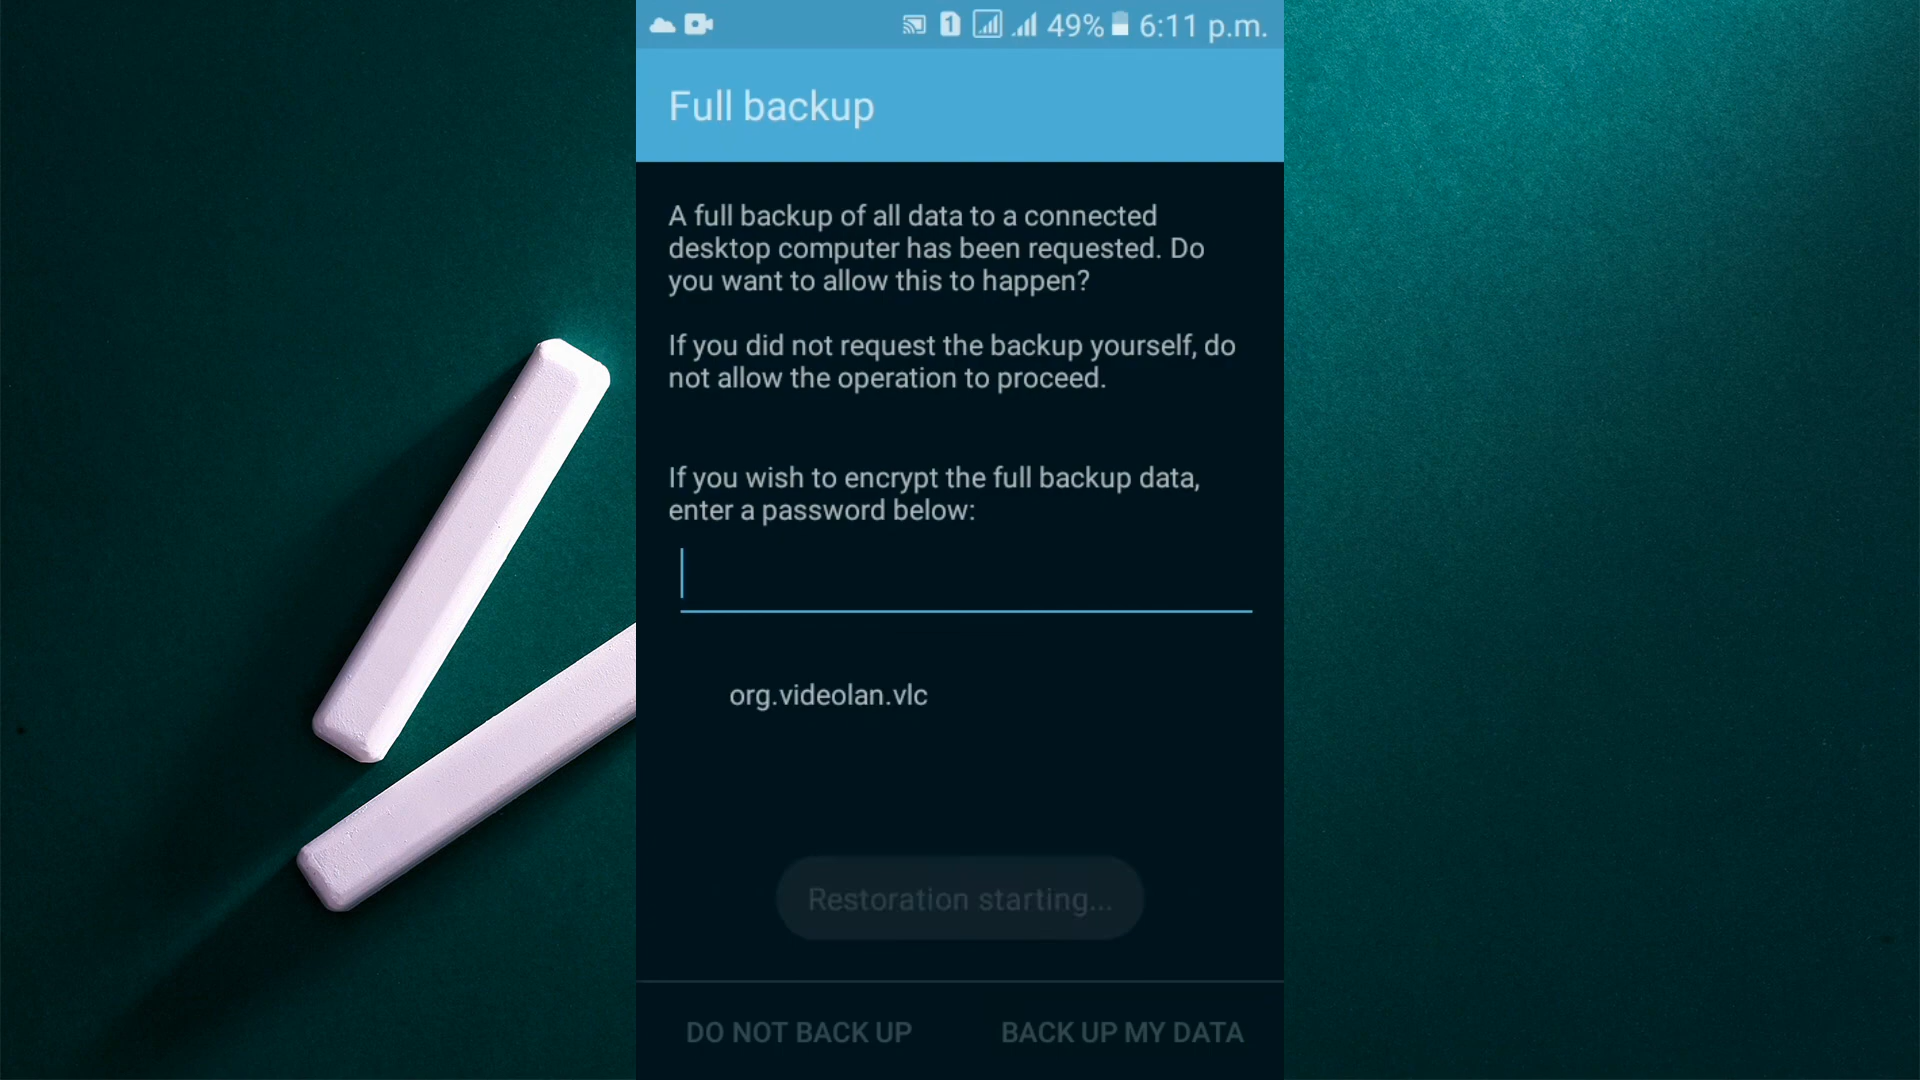 1 49% 6:11 p.m.
Full backup
A full backup of all data to a connected
desktop computer has been requested. Do
you want to allow this to happen?
If you did not request the backup yourself, do
not allow the operation to proceed.
If you wish to encrypt the full backup data,
enter a password below:
org.videolan.vlc
Restoration starting...
DO NOT BACK UP BACK UP MY DATA